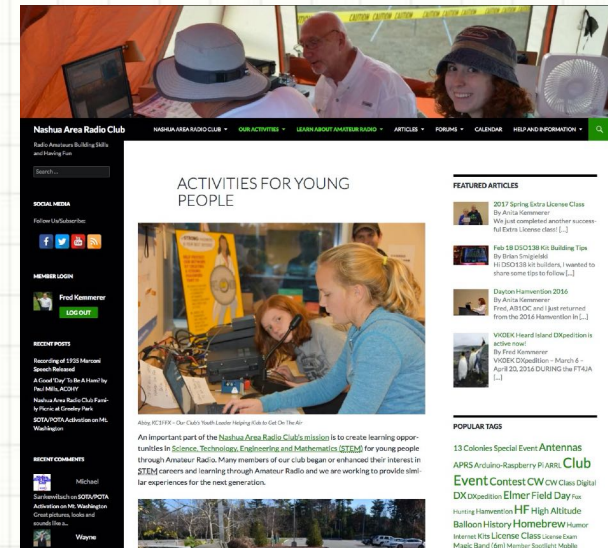 CAUTION CAUTION CAUTION CAUTION
Nashua Area Radio Club
NASHUA AREA RADIO CLUB
OUR ACTIVITIES
LEARN ABOUT AMATEUR RADIO
ARTICLES
FORUMS
CALENDAR
HELP AND INFORMATION
Radio Amateurs Building Skills
and Having Fun
Search ...
SOCIAL MEDIA
Follow Us/Subscribe:
MEMBER LOGIN
Fred Kemmerer
LOG OUT
RECENT POSTS
Recording of 1935 Marconi
Speech Released
A Good 'Day' To Be A Ham! by
Paul Mills, AC0HY
Nashua Area Radio Club Fami-
ly Picnic at Greeley Park
SOTA/POTA Activation on Mt.
Washington
RECENT COMMENTS
Michael
Sankewitsch on SOTA/POTA
Activation on Mt. Washington
Great pictures, looks and
sounds like a...
Wayne
ACTIVITIES FOR YOUNG
PEOPLE
Abby, KC1FFX – Our Club's Youth Leader Helping Kids to Get On The Air
An important part of the Nashua Area Radio Club's mission is to create learning oppor-
tunities in Science, Technology, Engineering and Mathematics (STEM) for young people
through Amateur Radio. Many members of our club began or enhanced their interest in
STEM careers and learning through Amateur Radio and we are working to provide simi-
lar experiences for the next generation.
FEATURED ARTICLES
2017 Spring Extra License Class
By Anita Kemmerer
We just completed another success-
ful Extra License class! [...]
Feb 18 DSO138 Kit Building Tips
By Brian Smigielski
Hi DSO138 kit builders, I wanted to
share some tips to follow [...]
Dayton Hamvention 2016
By Anita Kemmerer
Fred, AB1OC and I just returned
from the 2016 Hamvention in [...]
VK0EK Heard Island DXpedition is
active now!
By Fred Kemmerer
VK0EK DXpedition – March 6 –
April 20, 2016 DURING the FT4JA
[...]
POPULAR TAGS
13 Colonies Special Event Antennas
APRS Arduino-Raspberry Pi ARRL Club
Event Contest CW CW Class Digital
DX DXpedition Elmer Field Day Fox
Hunting Hamvention HF High Altitude
Balloon History Homebrew Humor
Internet Kits License Class License Exam
Magic Band (6m) Member Spotlight Mobile